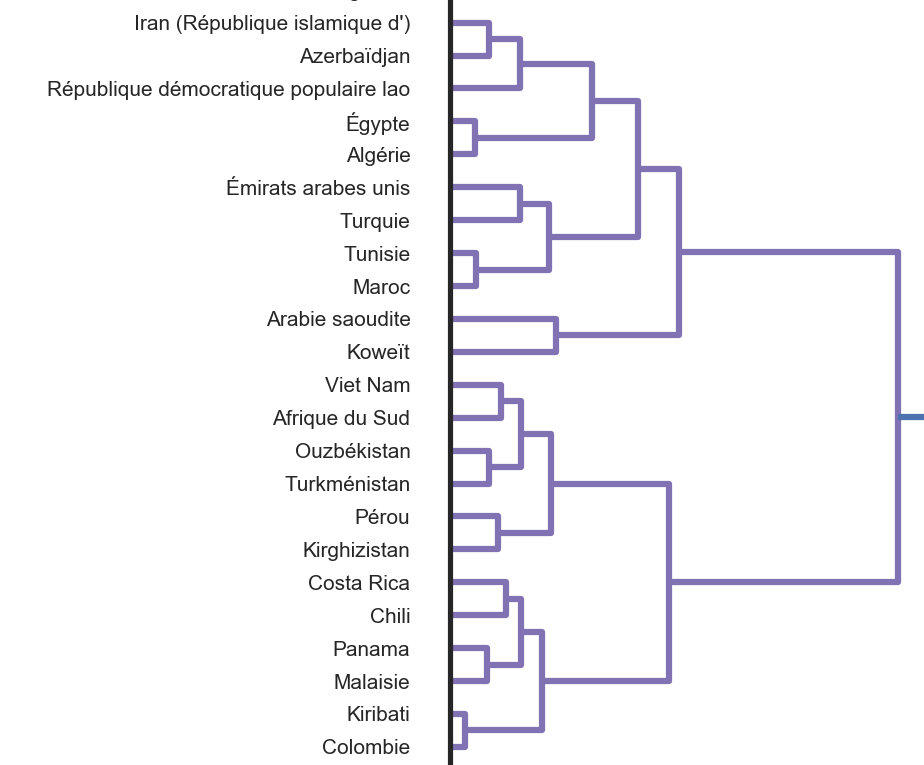 Iran (République islamique d')
Azerbaïdjan
République démocratique populaire lao
Égypte
Algérie
Émirats arabes unis
Turquie
Tunisie
Maroc
Arabie saoudite
Koweït
Viet Nam
Afrique du Sud
Ouzbékistan
Turkménistan
Pérou
Kirghizistan
Costa Rica
Chili
Panama
Malaisie
Kiribati
Colombie